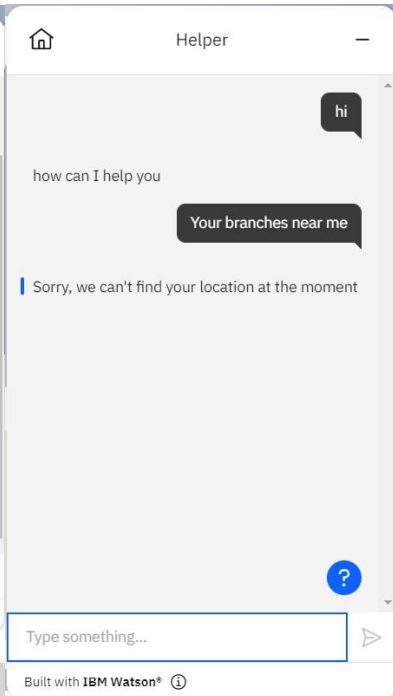 Helper
hi
how can I help you
Your branches near me
Sorry, we can't find your location at the moment
?
Type something...
Built with IBM Watson®